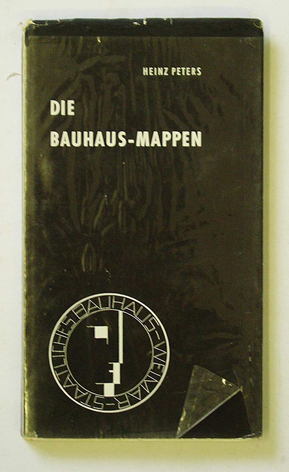 HEINZ PETERS
DIE
BAUHAUS-MAPPEN
STAATLICHES BAUHAUS-WEIMAR-